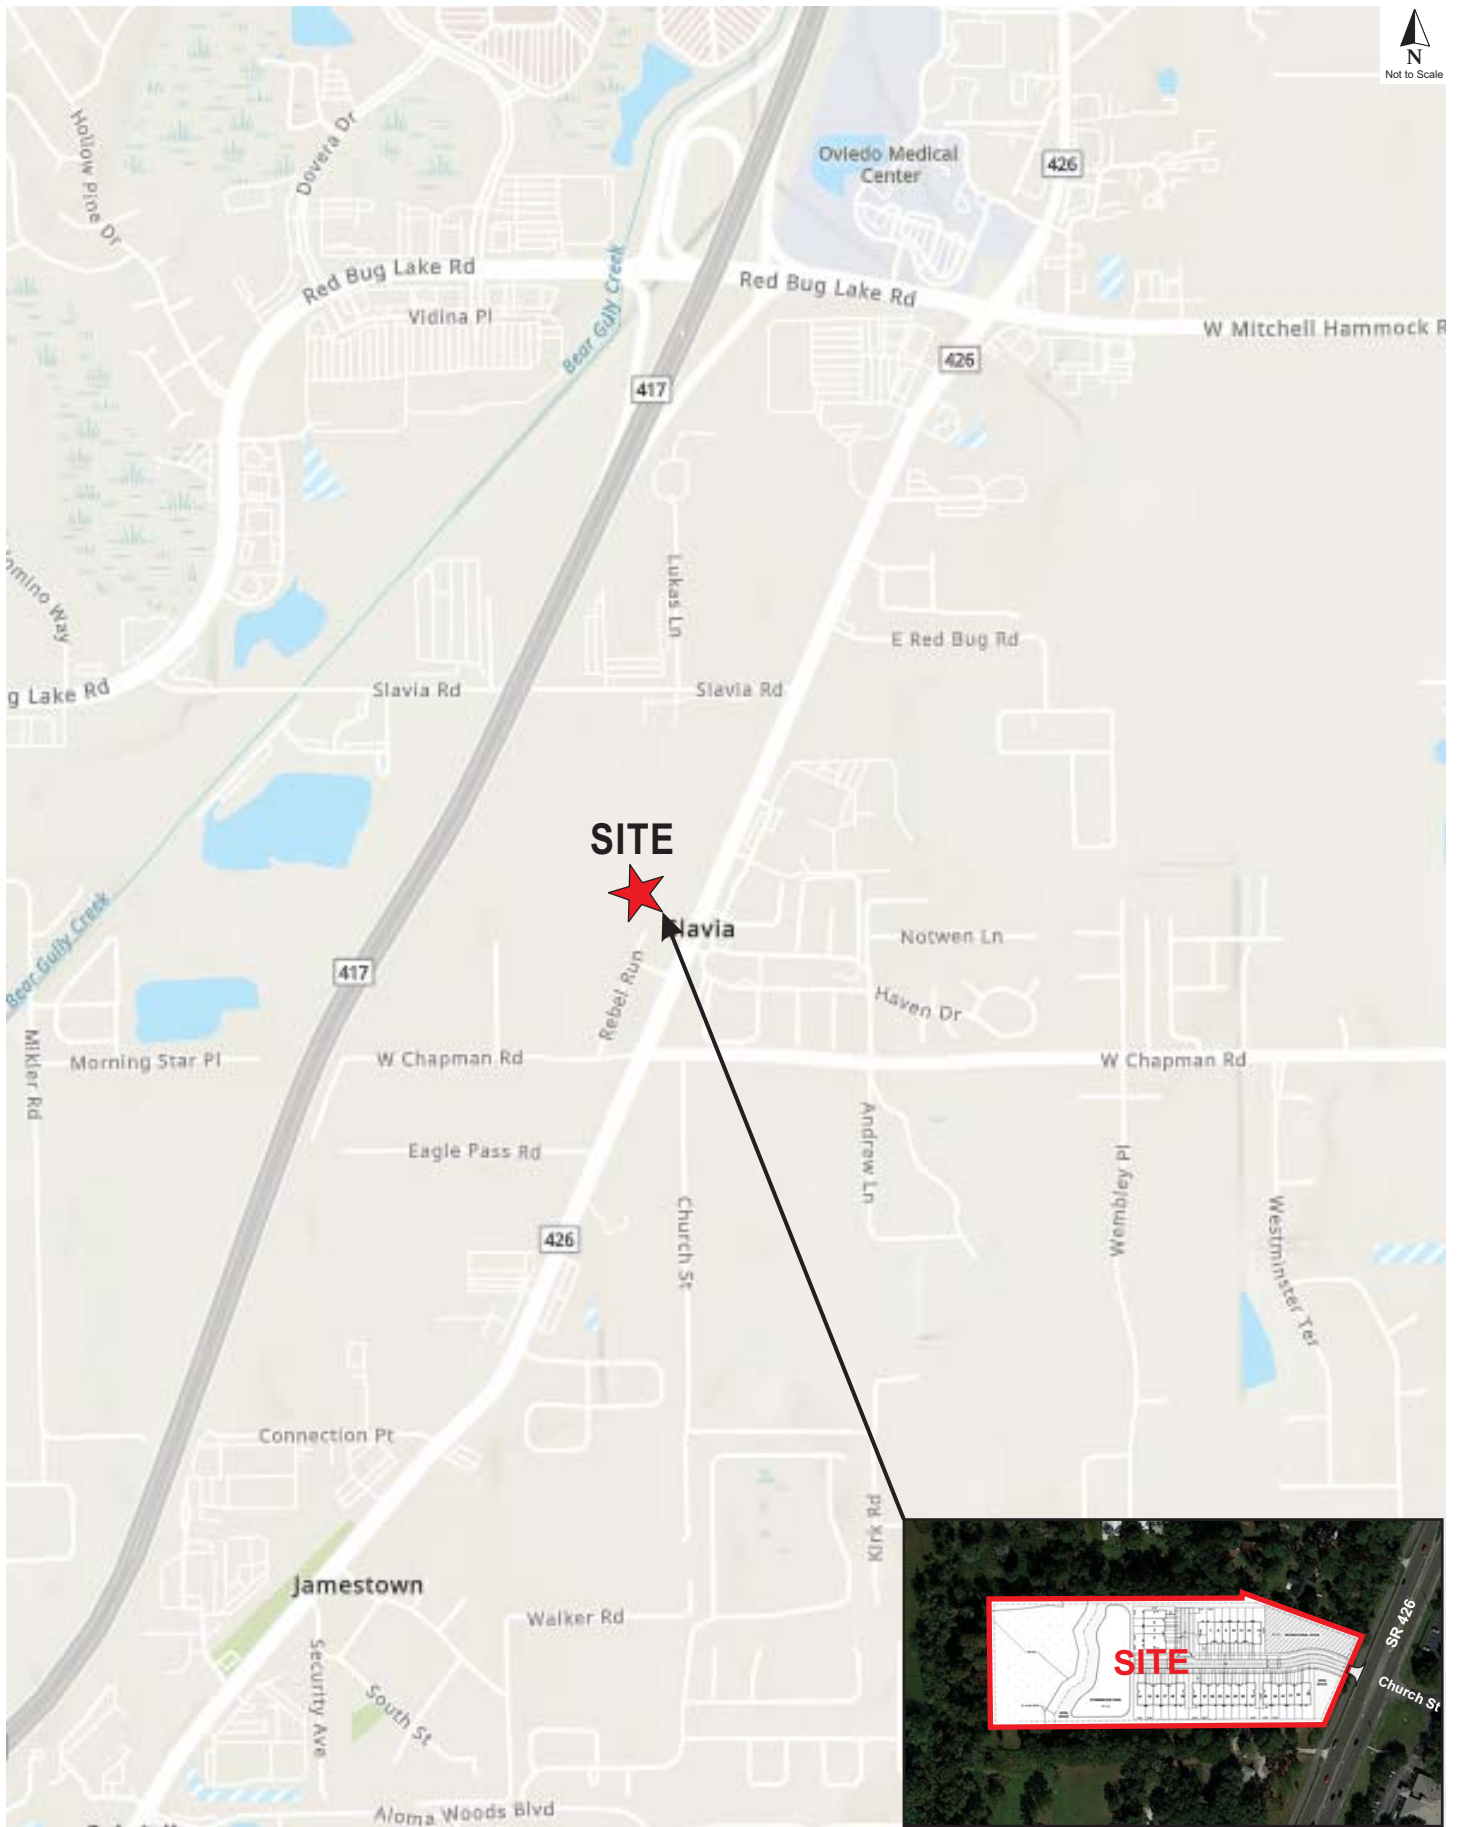 N
Not to Scale
Hollow Pine Dr
Dovera Dr
Oviedo Medical
Center
426
Red Bug Lake Rd
Bear Gully Creek
Red Bug Lake Rd
Vidina Pl
W Mitchell Hammock R
426
417
Lukas Ln
omino Way
E Red Bug Rd
g Lake Rd
Slavia Rd
Slavia Rd
SITE
lavia
Notwen Ln
Bear Gully Creek
417
Rebel Run
Haven Dr
Mikler Rd
Morning Star Pl
W Chapman Rd
W Chapman Rd
Eagle Pass Rd
Andrew Ln
Wembley Pl
Church St
Westminster Ter
426
Connection Pt
Kirk Rd
Jamestown
Walker Rd
Security Ave
South St
Aloma Woods Blvd
SITE
SR 426
Church St